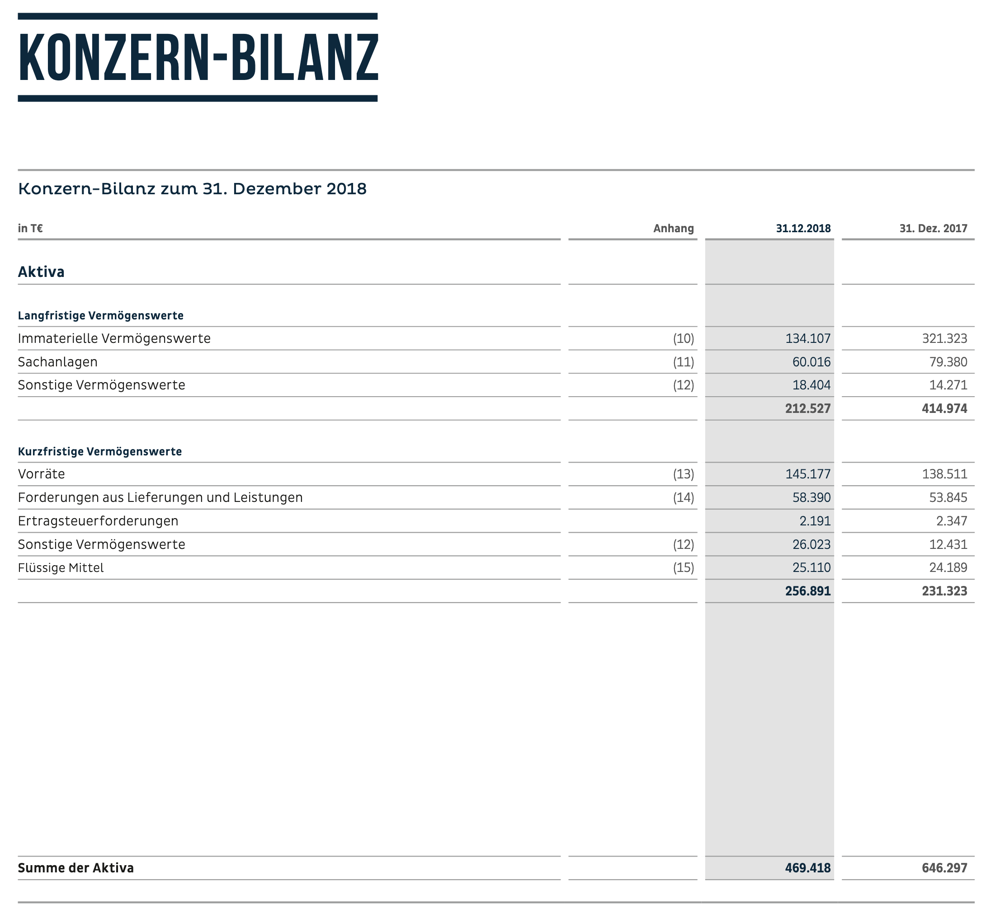 KONZERN-BILANZ
Konzern-Bilanz zum 31. Dezember 2018
in T€ Anhang 31.12.2018 31. Dez. 2017
Aktiva
Langfristige Vermögenswerte
Immaterielle Vermögenswerte (10) 134.107 321.323
Sachanlagen (11) 60.016 79.380
Sonstige Vermögenswerte (12) 18.404 14.271
212.527 414.974
Kurzfristige Vermögenswerte
Vorräte (13) 145.177 138.511
Forderungen aus Lieferungen und Leistungen (14) 58.390 53.845
Ertragsteuerforderungen 2.191 2.347
Sonstige Vermögenswerte (12) 26.023 12.431
Flüssige Mittel (15) 25.110 24.189
256.891 231.323
Summe der Aktiva 469.418 646.297